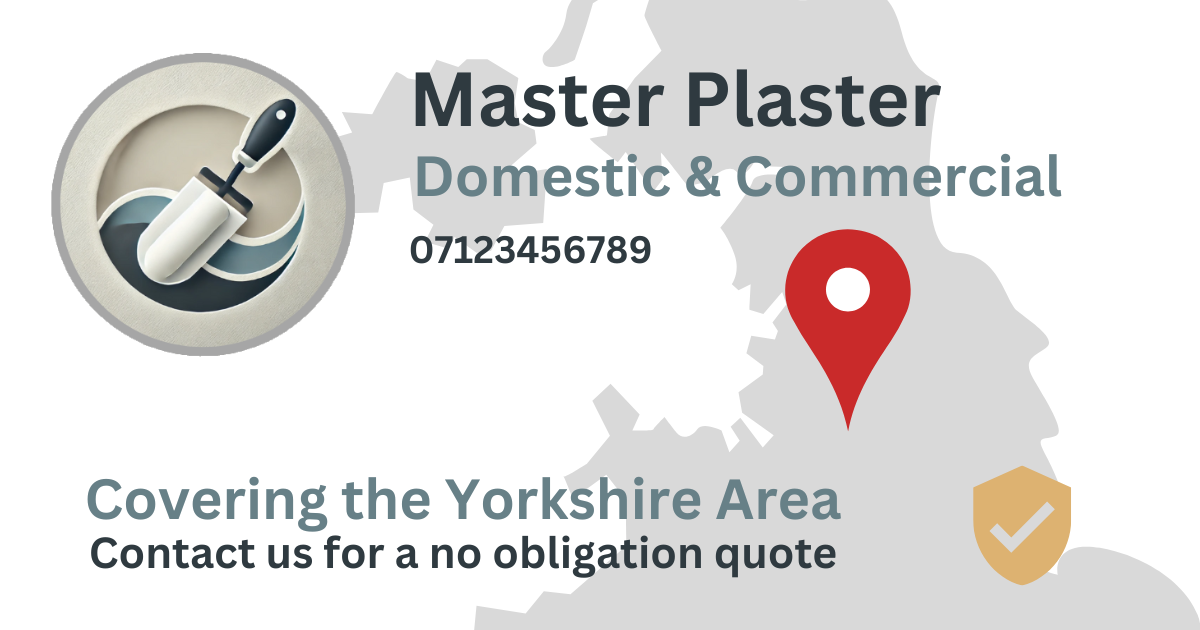 Master Plaster
Domestic & Commercial
07123456789
Covering the Yorkshire Area
Contact us for a no obligation quote